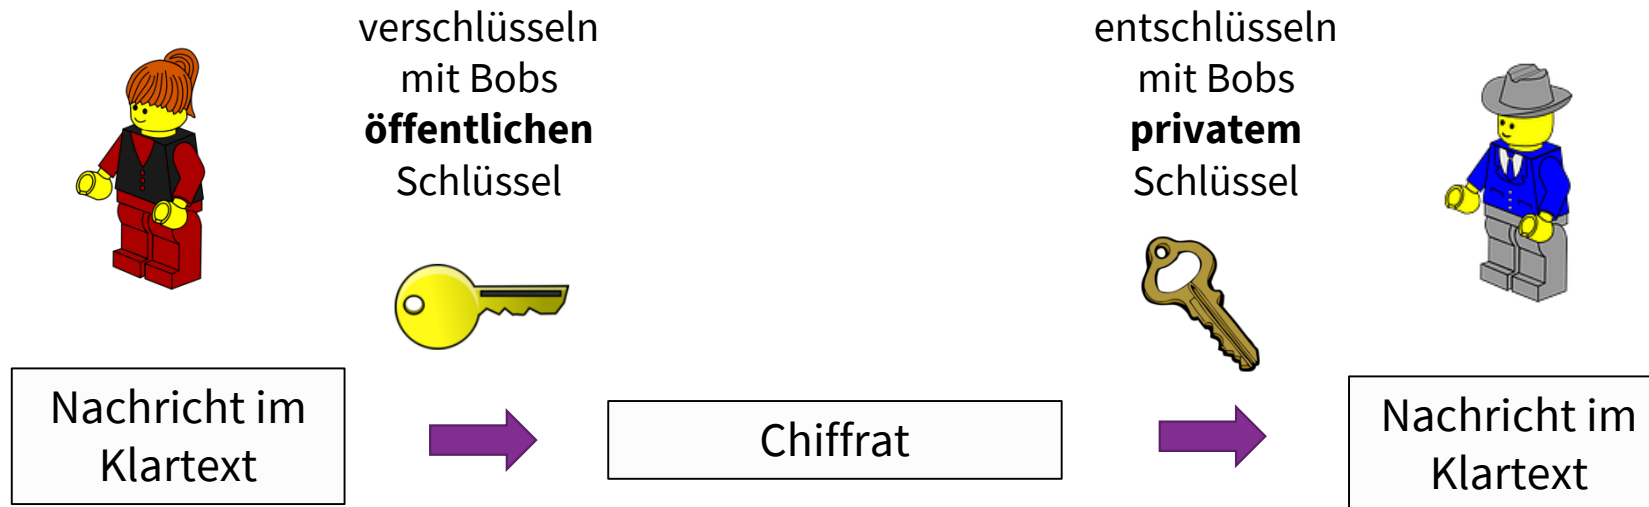 verschlüsseln
mit Bobs
öffentlichen
Schlüssel
entschlüsseln
mit Bobs
privatem
Schlüssel
Nachricht im
Klartext
Chiffrat
Nachricht im
Klartext